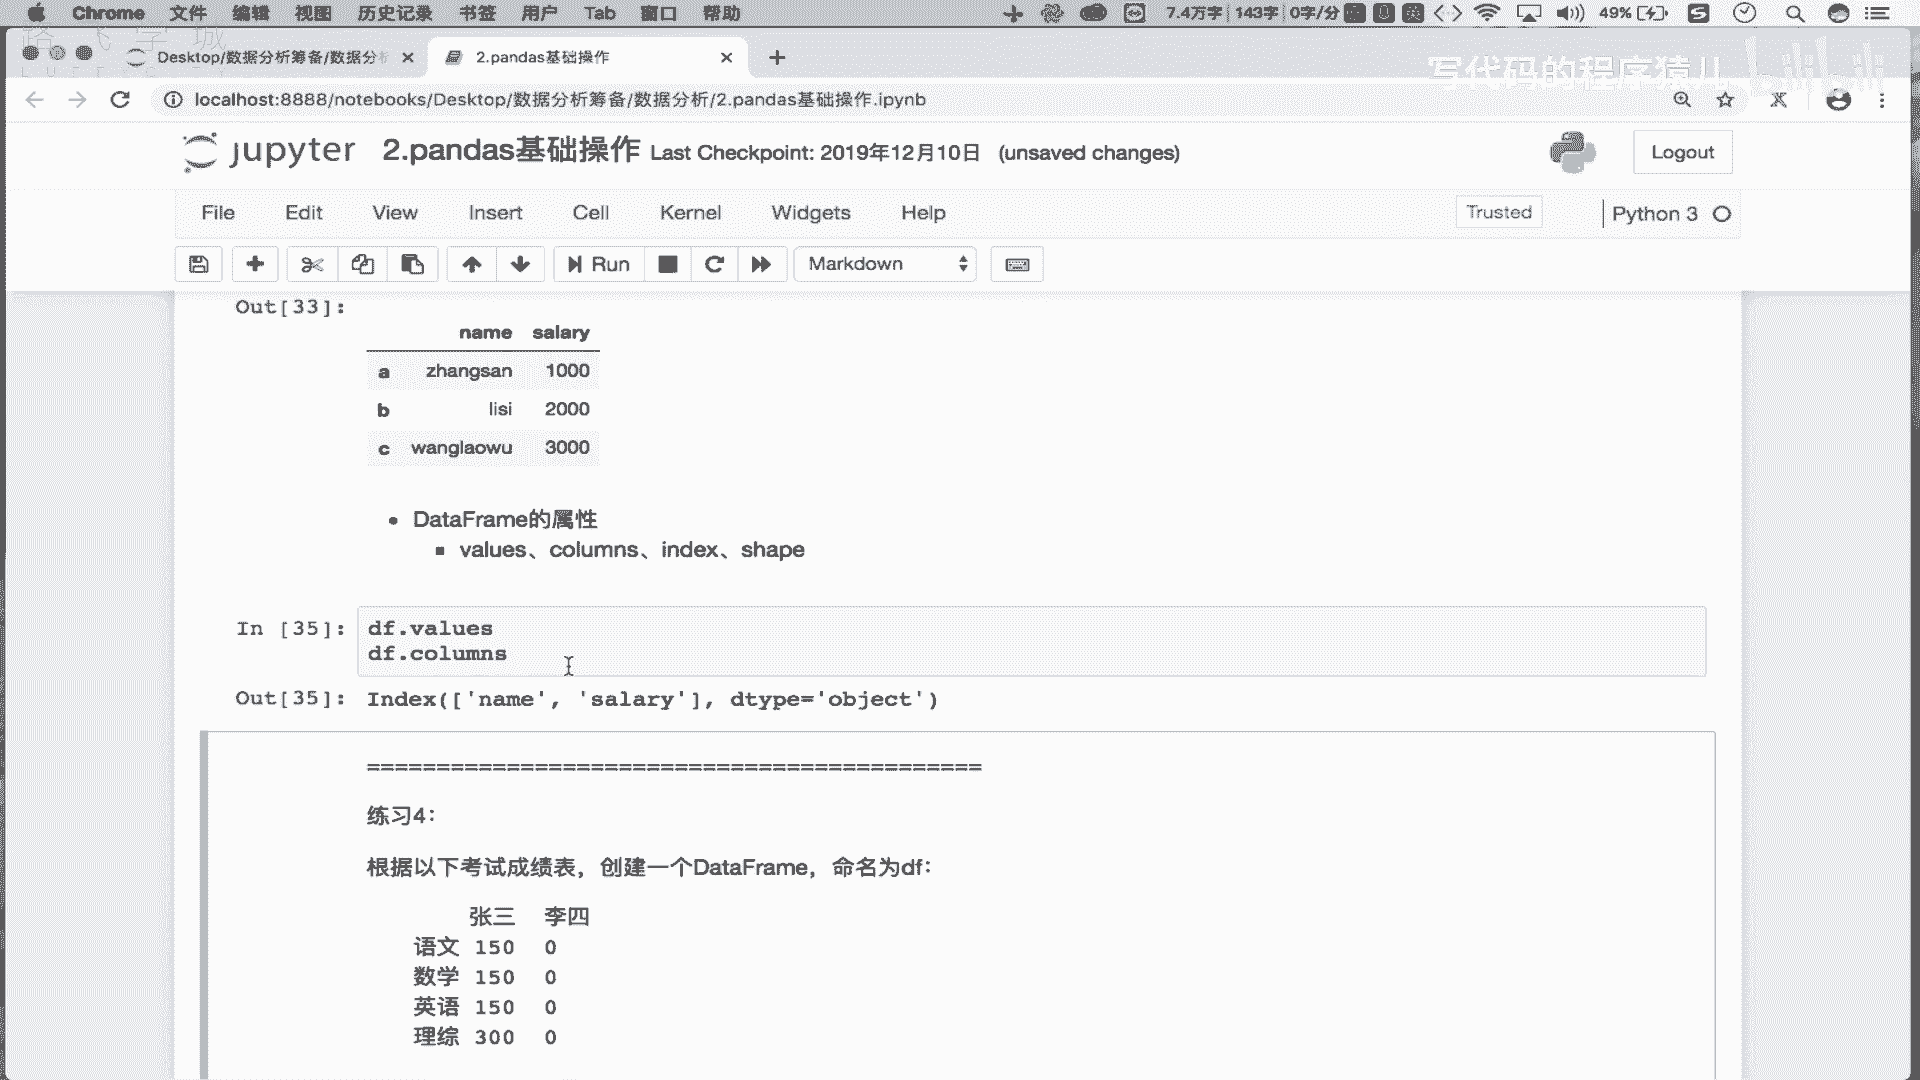 Chrome 文件 编辑 视图 历史记录 书签 用户 Tab 窗口 帮助 7.4万字 143字 0字/分 49%
Desktop/数据分析筹备/数据分析 2.pandas基础操作
写代码的程序猿儿 bilibili
localhost:8888/notebooks/Desktop/数据分析筹备/数据分析/2.pandas基础操作.ipynb
jupyter 2.pandas基础操作 Last Checkpoint: 2019年12月10日 (unsaved changes) Logout
File Edit View Insert Cell Kernel Widgets Help Trusted Python 3
Run Markdown
Out[33]:
name salary
a zhangsan 1000
b lisi 2000
c wanglaowu 3000
DataFrame的属性
values、columns、index、shape
In [35]: df.values
df.columns
Out[35]: Index(['name', 'salary'], dtype='object')
============================================
练习4：
根据以下考试成绩表，创建一个DataFrame，命名为df：
张三 李四
语文 150 0
数学 150 0
英语 150 0
理综 300 0